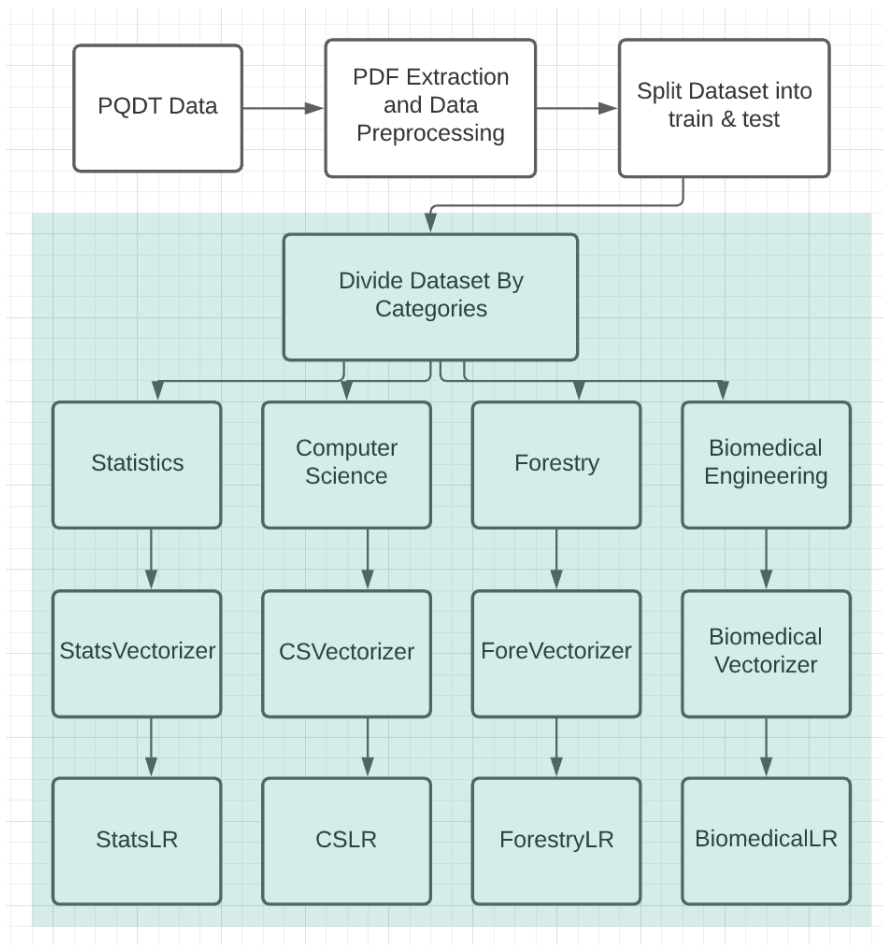 PQDT Data
PDF Extraction
and Data
Preprocessing
Split Dataset into
train & test
Divide Dataset By
Categories
Statistics
Computer
Science
Forestry
Biomedical
Engineering
StatsVectorizer
CSVectorizer
ForeVectorizer
Biomedical
Vectorizer
StatsLR
CSLR
ForestryLR
BiomedicalLR